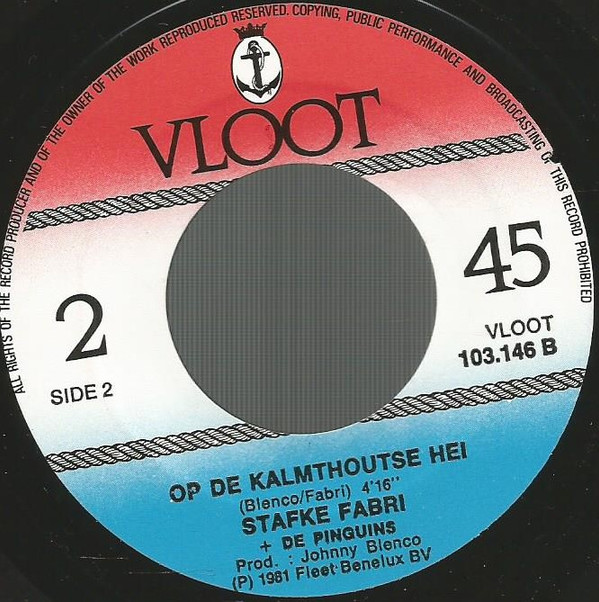 ALL RIGHTS OF THE RECORD PRODUCER AND OF THE OWNER OF THE WORK REPRODUCED RESERVED. COPYING, PUBLIC PERFORMANCE AND BROADCASTING OF THIS RECORD PROHIBITED
VLOOT
2
SIDE 2
45
VLOOT
103.146 B
OP DE KALMTHOUTSE HEI
(Blenco/Fabri) 4'16''
STAFKE FABRI
+ DE PINGUINS
Prod. : Johnny Blenco
(P) 1981 Fleet Benelux BV